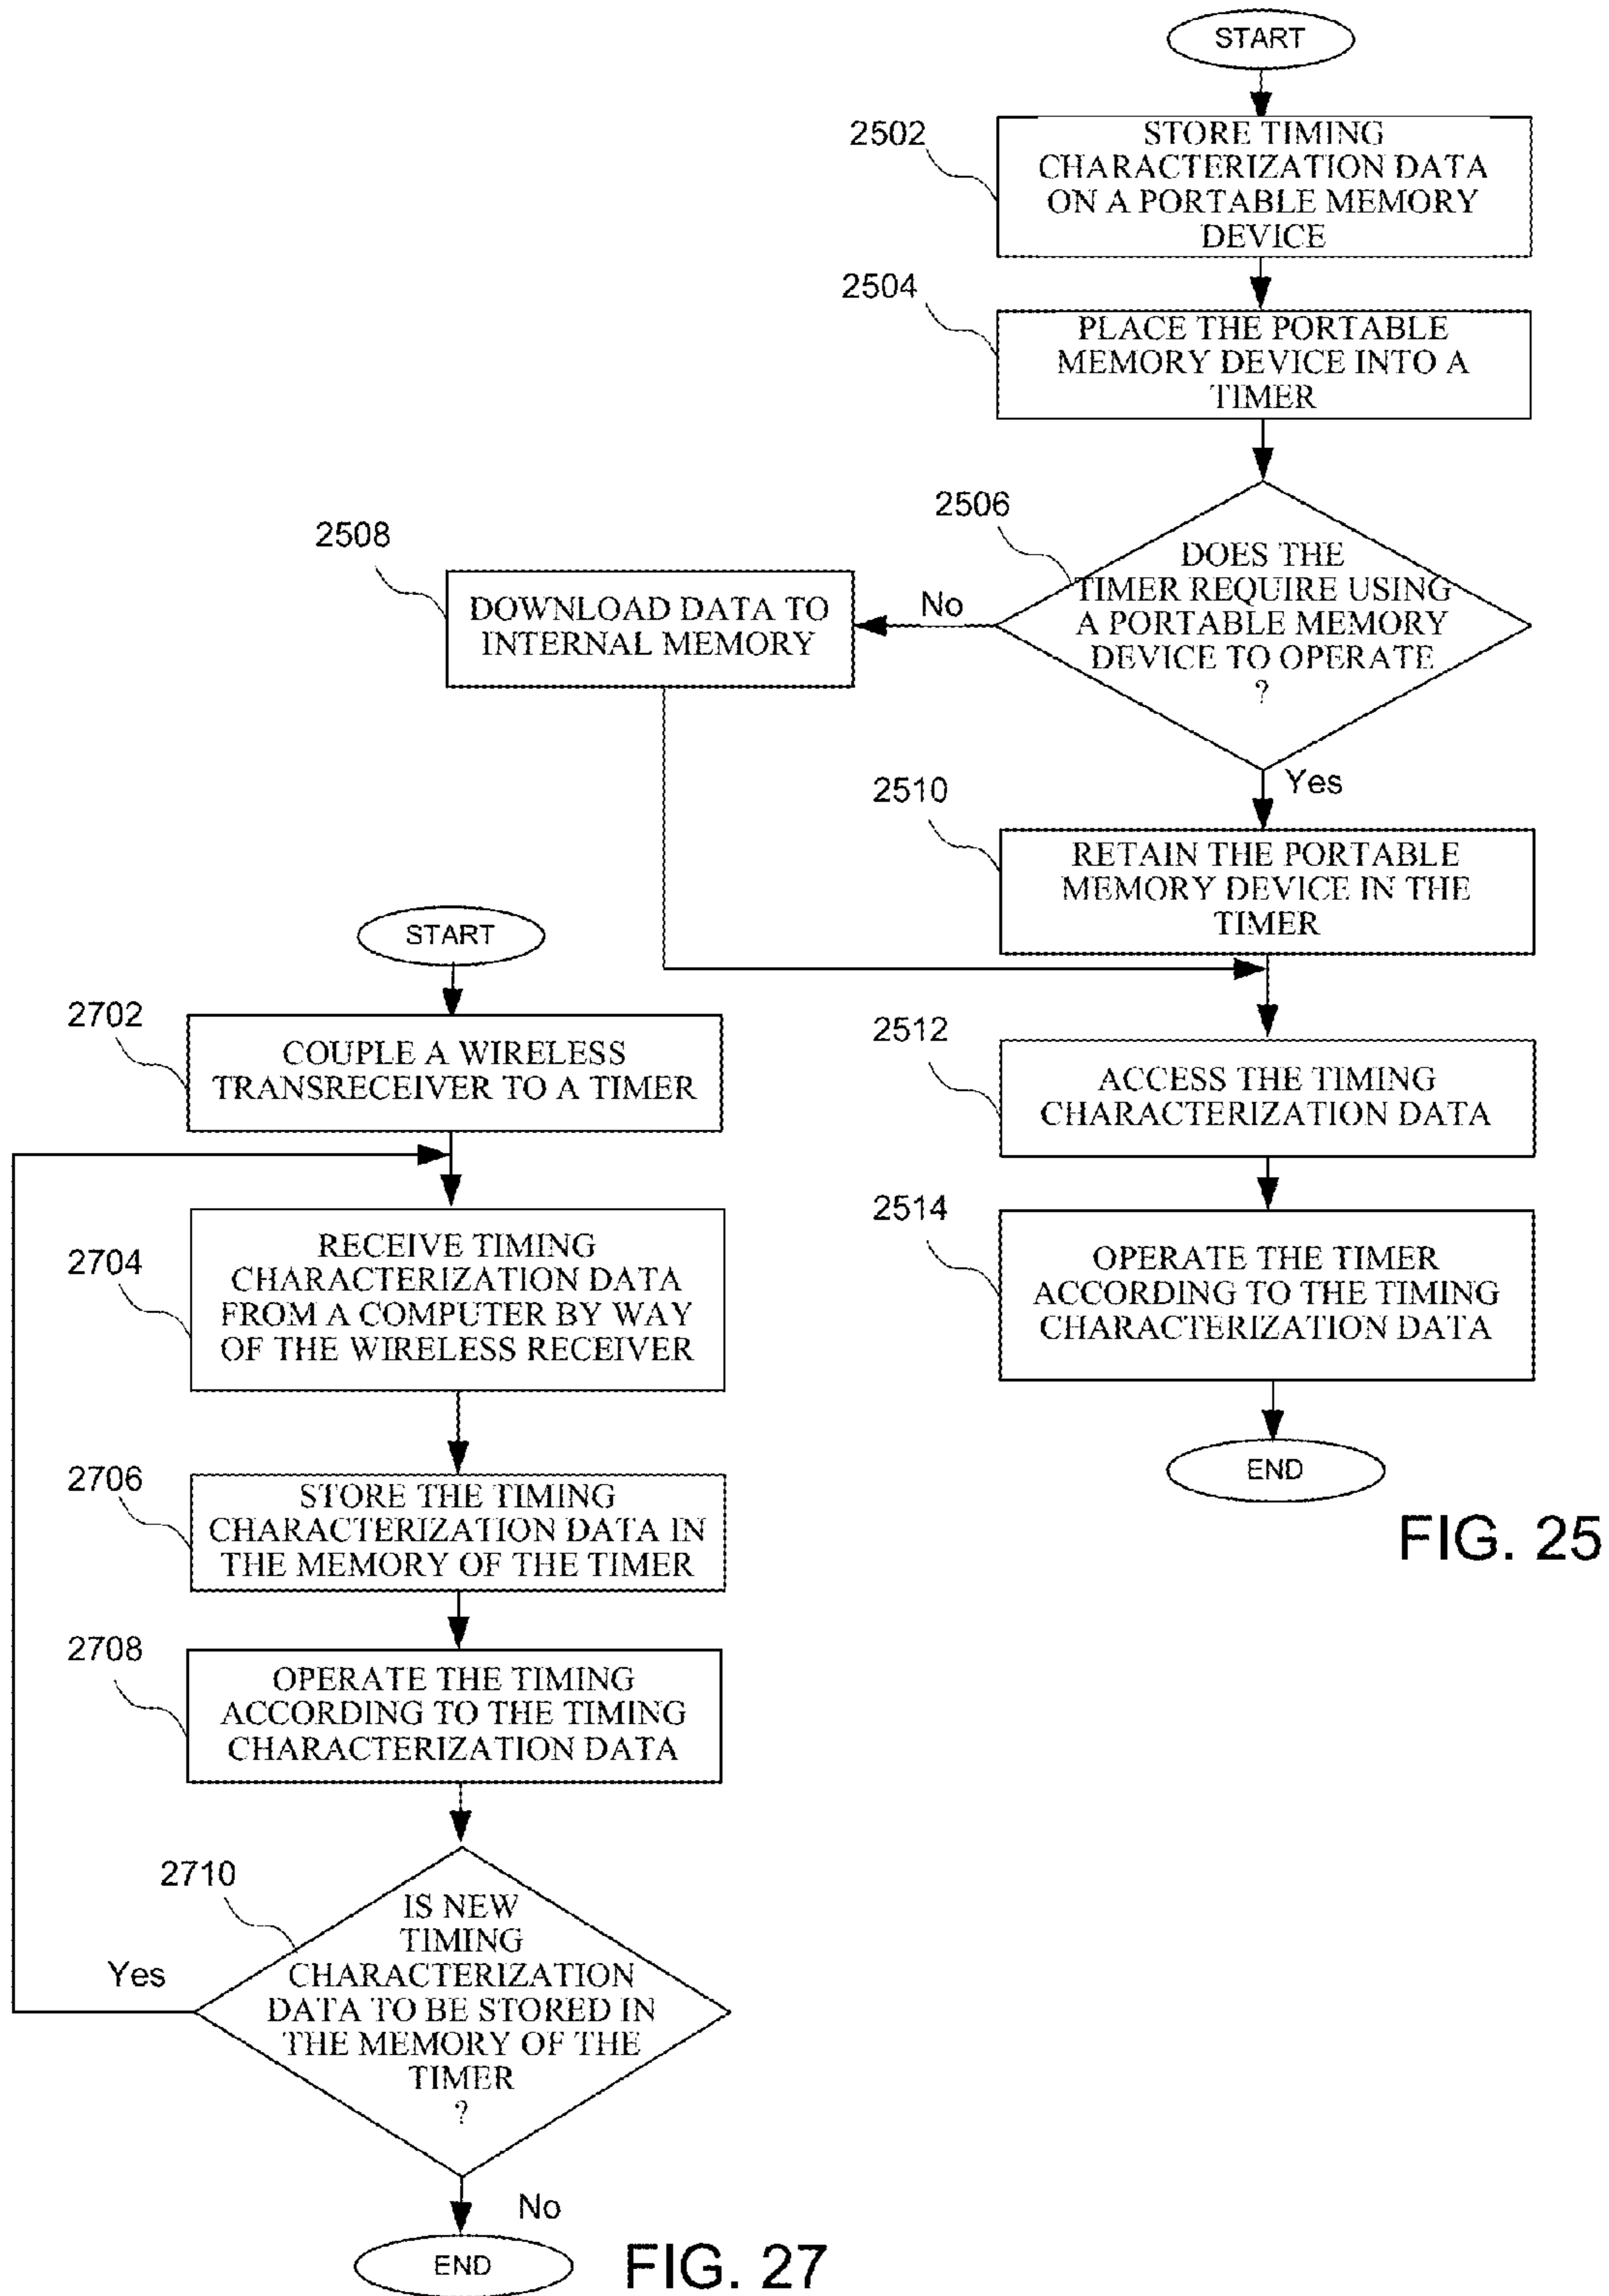 START
2502
STORE TIMING
CHARACTERIZATION DATA
ON A PORTABLE MEMORY
DEVICE
2504
PLACE THE PORTABLE
MEMORY DEVICE INTO A
TIMER
2506
DOES THE
TIMER REQUIRE USING
A PORTABLE MEMORY
DEVICE TO OPERATE
?
No
2508
DOWNLOAD DATA TO
INTERNAL MEMORY
Yes
2510
RETAIN THE PORTABLE
MEMORY DEVICE IN THE
TIMER
2512
ACCESS THE TIMING
CHARACTERIZATION DATA
2514
OPERATE THE TIMER
ACCORDING TO THE TIMING
CHARACTERIZATION DATA
END
FIG. 25
START
2702
COUPLE A WIRELESS
TRANSRECEIVER TO A TIMER
2704
RECEIVE TIMING
CHARACTERIZATION DATA
FROM A COMPUTER BY WAY
OF THE WIRELESS RECEIVER
2706
STORE THE TIMING
CHARACTERIZATION DATA IN
THE MEMORY OF THE TIMER
2708
OPERATE THE TIMING
ACCORDING TO THE TIMING
CHARACTERIZATION DATA
2710
IS NEW
TIMING
CHARACTERIZATION
DATA TO BE STORED IN
THE MEMORY OF THE
TIMER
?
Yes
No
END
FIG. 27